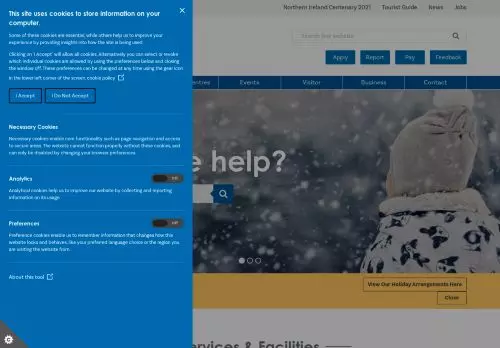 This site uses cookies to store information on your
computer.
Some of these cookies are essential, while others help us to improve your
experience by providing insights into how the site is being used.
Clicking on 'I Accept' will allow all cookies. Alternatively you can select or revoke
which individual cookies are allowed by using the preferences below and closing
the window off. These preferences can be changed at any time using the gear icon
in the lower left corner of the screen. cookie policy
I Accept
I Do Not Accept
Necessary Cookies
Necessary cookies enable core functionality such as page navigation and access
to secure areas. The website cannot function properly without these cookies, and
can only be disabled by changing your browser preferences.
Analytics
Off
Analytical cookies help us to improve our website by collecting and reporting
information on its usage.
Preferences
Off
Preference cookies enable us to remember information that changes how this
website looks and behaves, like your preferred language choice or the region you
are visiting the website from.
About this tool
Northern Ireland Centenary 2021
Tourist Guide
News
Jobs
Search this website
Apply
Report
Pay
Feedback
Events
Visitor
Business
Contact
help?
View Our Holiday Arrangements Here
Close
& Facilities